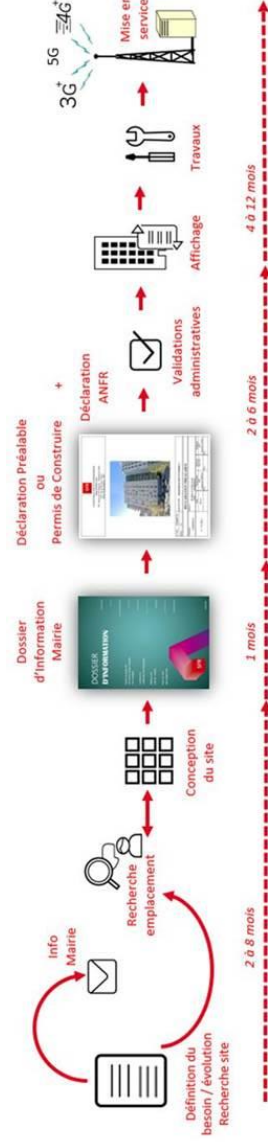 Définition du
besoin / évolution
Recherche site
Info
Mairie
Recherche
emplacement
Conception
du site
Dossier
d'Information
Mairie
DOSSIER
D'INFORMATION
Déclaration Préalable
ou
Permis de Construire
+
Déclaration
ANFR
Validations
administratives
Affichage
Travaux
3G+
5G
4G+
Mise en
service
2 à 8 mois
1 mois
2 à 6 mois
4 à 12 mois